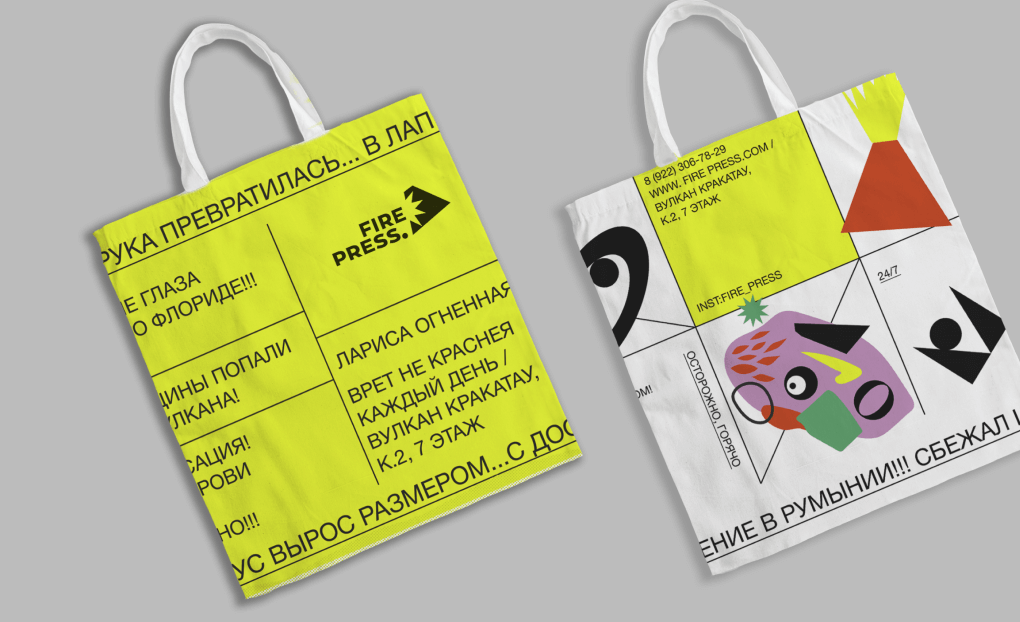 РУКА ПРЕВРАТИЛАСЬ... В ЛАП
Е ГЛАЗА
О ФЛОРИДЕ!!!
FIRE
PRESS.
ДИНЫ ПОПАЛИ
УЛКАНА!
ЛАРИСА ОГНЕННАЯ
ВРЕТ НЕ КРАСНЕЯ
КАЖДЫЙ ДЕНЬ /
ВУЛКАН КРАКАТАУ,
К.2, 7 ЭТАЖ
САЦИЯ!
РОВИ
НО!!!
УС ВЫРОС РАЗМЕРОМ...С ДОС
8 (922) 306-78-29
WWW. FIRE PRESS.COM /
ВУЛКАН КРАКАТАУ,
К.2, 7 ЭТАЖ
INST:FIRE_PRESS
24/7
ОМ!
ОСТОРОЖНО, ГОРЯЧО
ЕНИЕ В РУМЫНИИ!!! СБЕЖАЛ